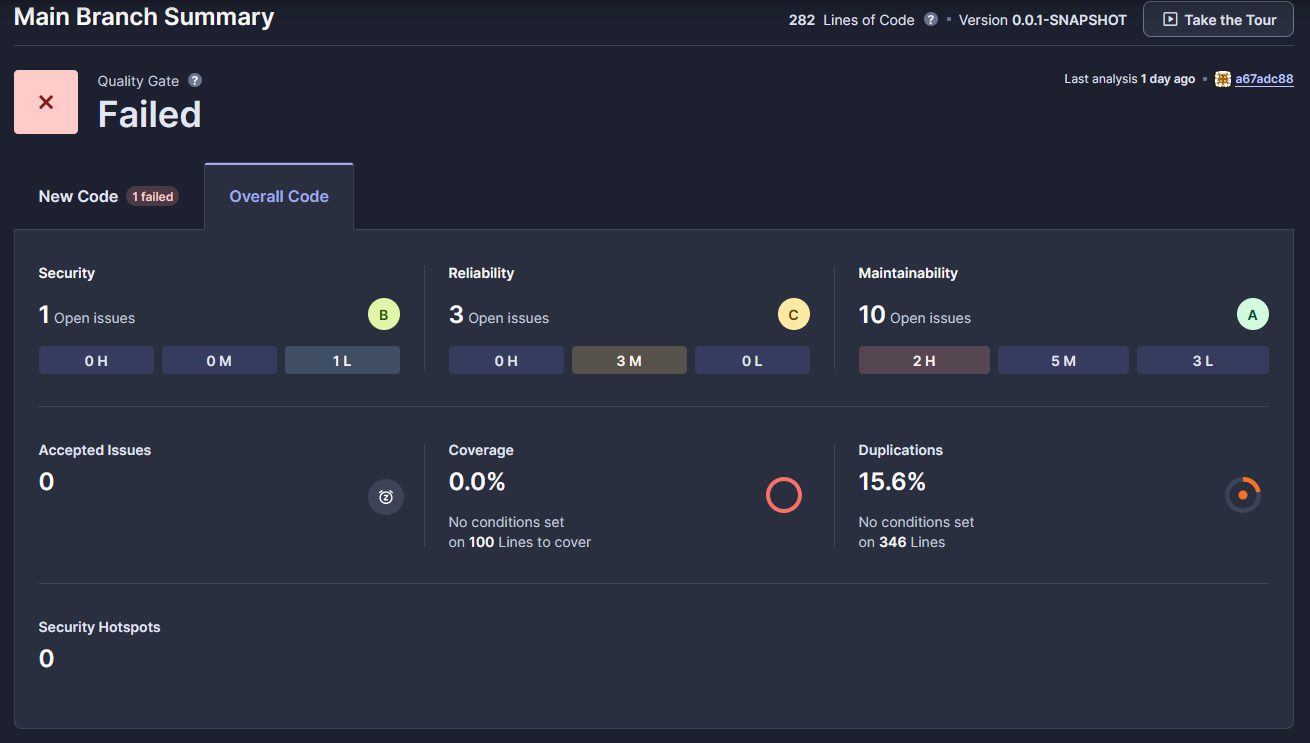 Main Branch Summary
282 Lines of Code ? • Version 0.0.1-SNAPSHOT
Take the Tour
Quality Gate ?
Failed
Last analysis 1 day ago • a67adc88
New Code 1 failed
Overall Code
Security
1 Open issues
B
0 H
0 M
1 L
Reliability
3 Open issues
C
0 H
3 M
0 L
Maintainability
10 Open issues
A
2 H
5 M
3 L
Accepted Issues
0
z
Coverage
0.0%
No conditions set
on 100 Lines to cover
Duplications
15.6%
No conditions set
on 346 Lines
Security Hotspots
0